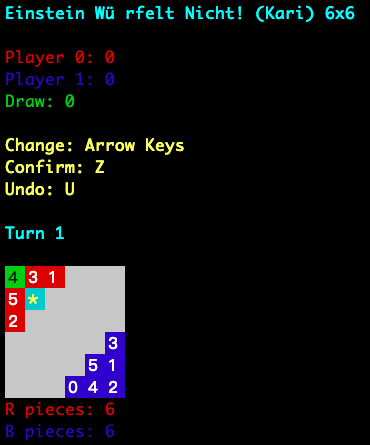 Einstein Wü rfelt Nicht! (Kari) 6x6
Player 0: 0
Player 1: 0
Draw: 0
Change: Arrow Keys
Confirm: Z
Undo: U
Turn 1
4 3 1
5 *
2
3
5 1
0 4 2
R pieces: 6
B pieces: 6